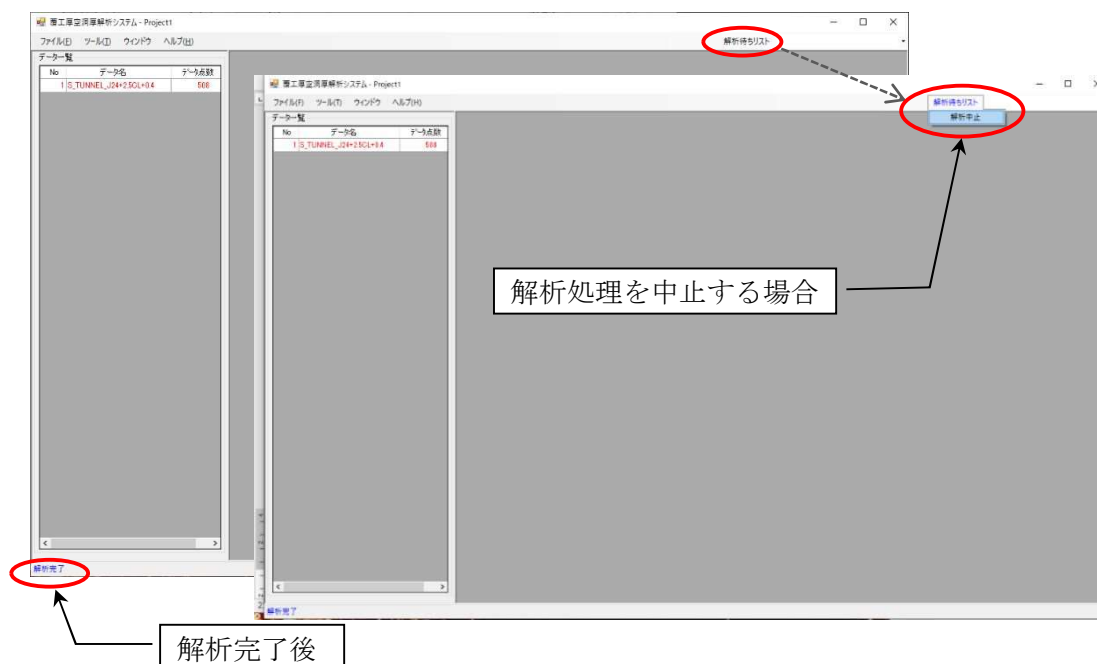 覆工厚空洞厚解析システム - Project1
ファイル(F) ツール(T) ウィンドウ ヘルプ(H)
解析待ちリスト
データ一覧
No データ名 データ点数
1 S_TUNNEL_J24+2.5CL+0.4 508
解析完了
覆工厚空洞厚解析システム - Project1
ファイル(F) ツール(T) ウィンドウ ヘルプ(H)
解析待ちリスト
解析中止
データ一覧
No データ名 データ点数
1 S_TUNNEL_J24+2.5CL+0.4 508
解析完了
解析処理を中止する場合
解析完了後